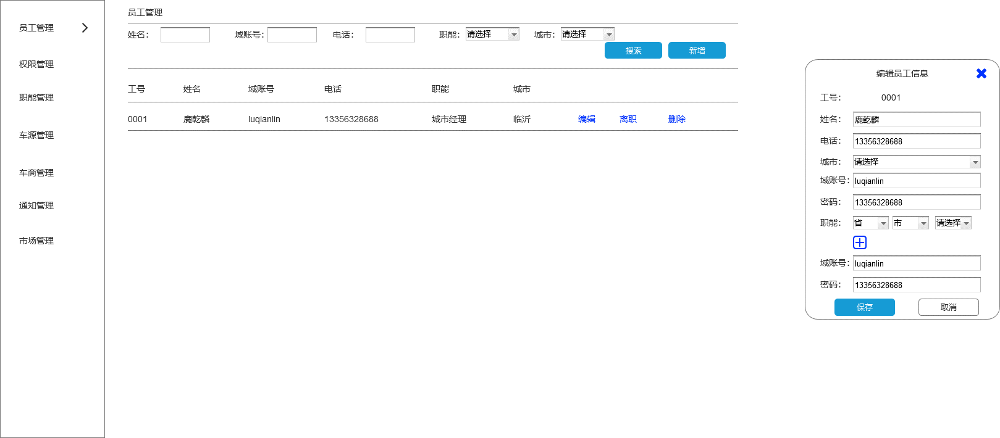 员工管理
权限管理
职能管理
车源管理
车商管理
通知管理
市场管理
员工管理
姓名： 域账号： 电话： 职能： 请选择 城市： 请选择
搜索 新增
工号 姓名 域账号 电话 职能 城市
0001 鹿乾麟 luqianlin 13356328688 城市经理 临沂 编辑 离职 删除
编辑员工信息
工号： 0001
姓名： 鹿乾麟
电话： 13356328688
城市： 请选择
域账号： luqianlin
密码： 13356328688
职能： 省 市 请选择
域账号： luqianlin
密码： 13356328688
保存 取消